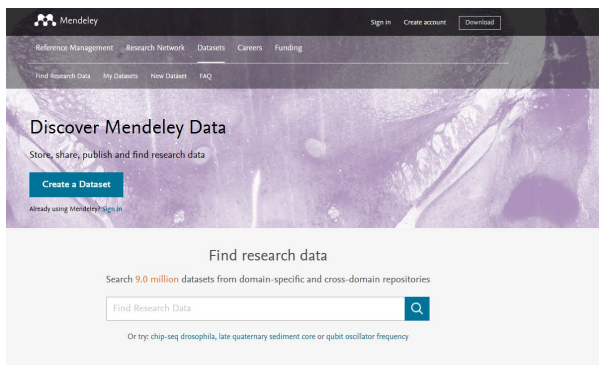 Mendeley
Sign in Create account Download
Reference Management Research Network Datasets Careers Funding
Find Research Data My Datasets New Dataset FAQ
Discover Mendeley Data
Store, share, publish and find research data
Create a Dataset
Already using Mendeley? Sign in
Find research data
Search 9.0 million datasets from domain-specific and cross-domain repositories
Find Research Data
Or try: chip-seq drosophila, late quaternary sediment core or qubit oscillator frequency